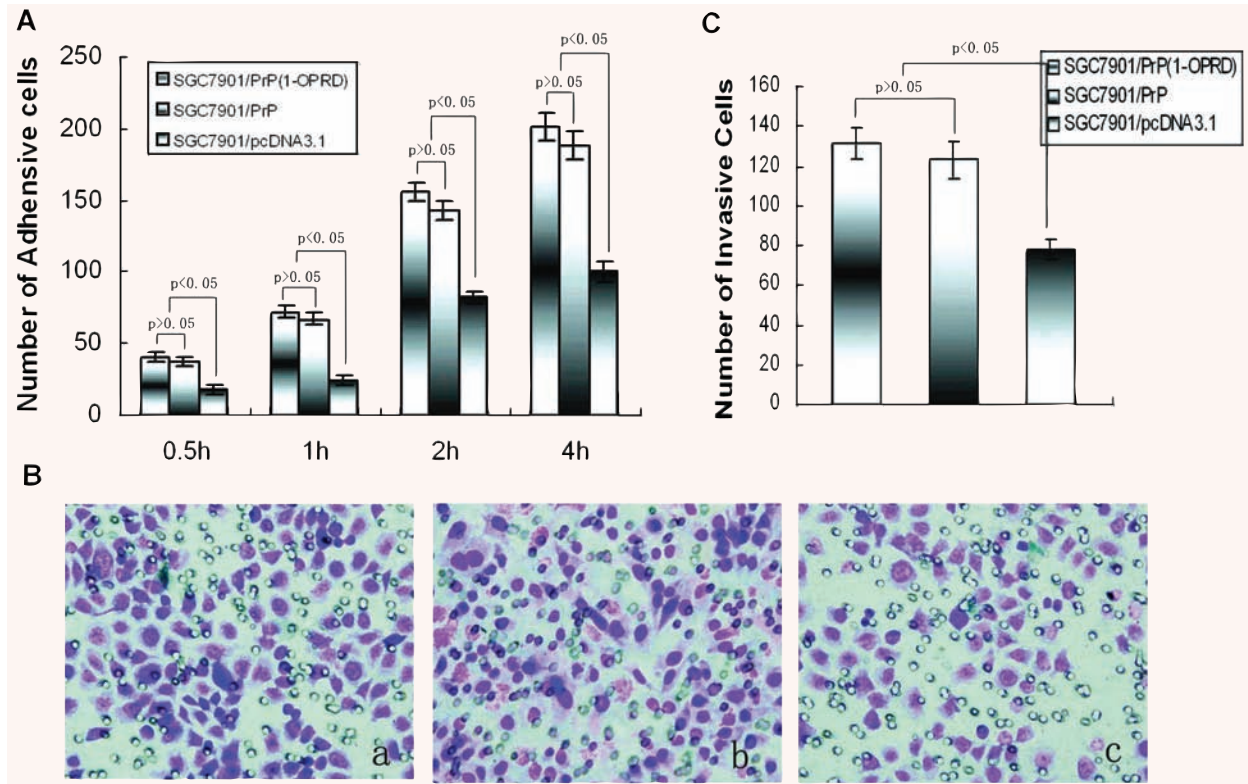 A
Number of Adhensive cells
250
200
150
100
50
0
SGC7901/PrP(1-OPRD)
SGC7901/PrP
SGC7901/pcDNA3.1
p<0.05
p>0.05
p<0.05
p>0.05
p<0.05
p>0.05
p<0.05
p>0.05
0.5h 1h 2h 4h
C
Number of Invasive Cells
160
140
120
100
80
60
40
20
0
p<0.05
p>0.05
SGC7901/PrP(1-OPRD)
SGC7901/PrP
SGC7901/pcDNA3.1
B
a b c